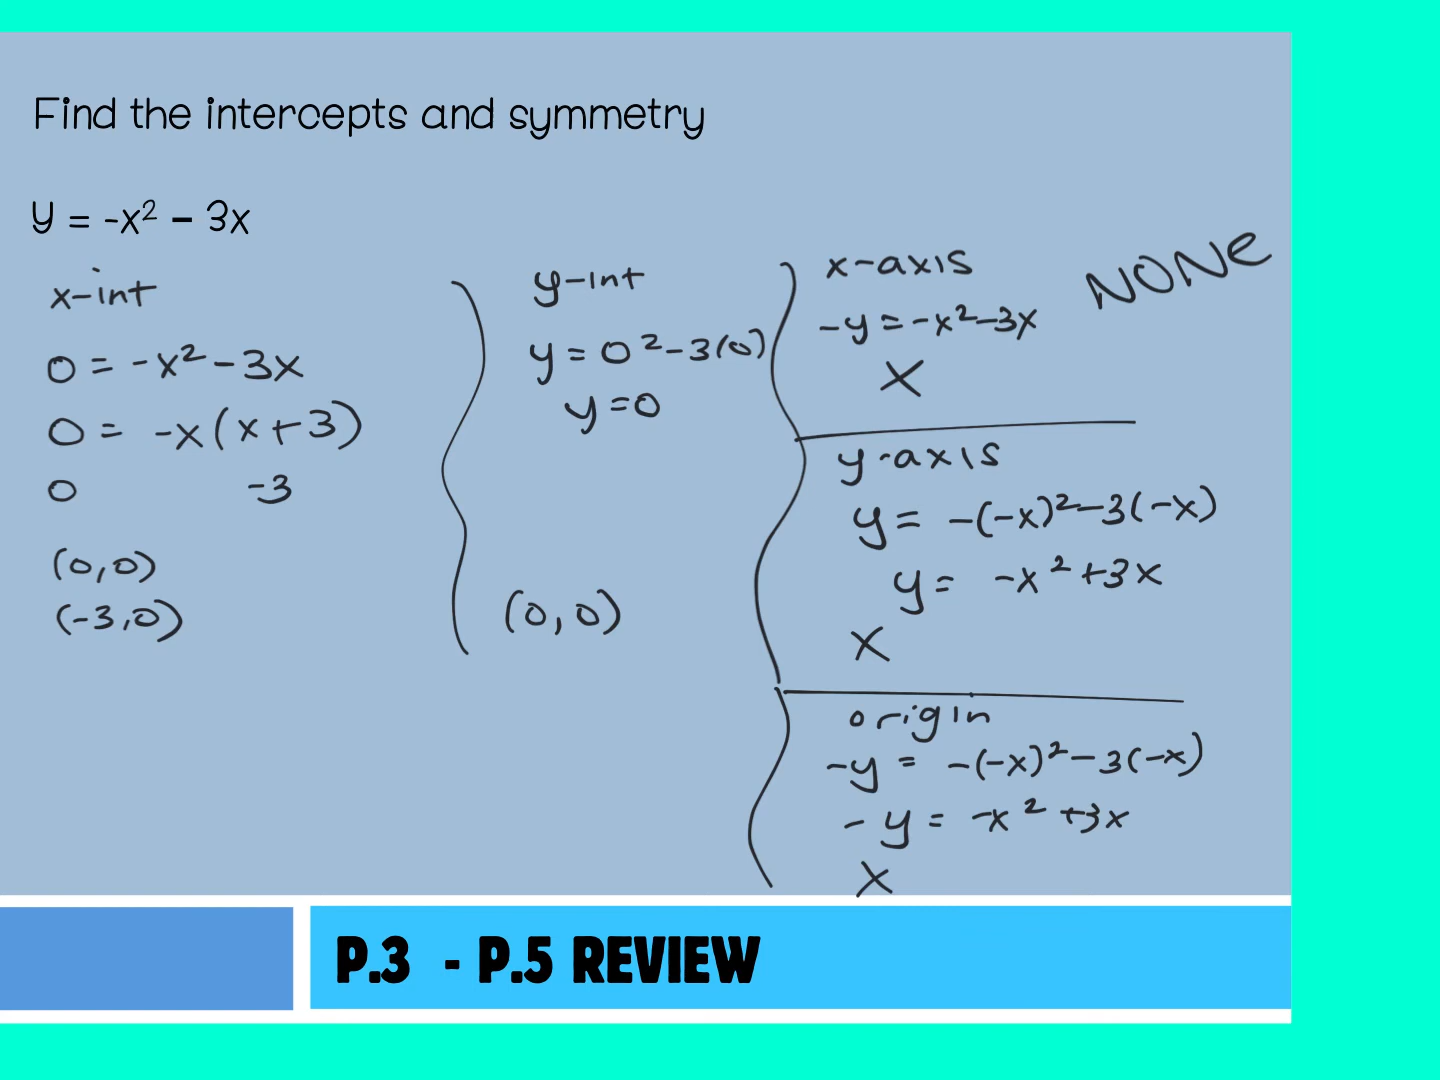 Find the intercepts and symmetry
y = -x² – 3x
x-int
0 = -x² - 3x
0 = -x(x+3)
0 -3
(0,0)
(-3,0)
y-int
y = 0² - 3(0)
y = 0
(0,0)
x-axis
-y = -x² - 3x
X
NONE
y-axis
y = -(-x)² - 3(-x)
y = -x² + 3x
X
origin
-y = -(-x)² - 3(-x)
-y = -x² + 3x
X
P.3 - P.5 REVIEW